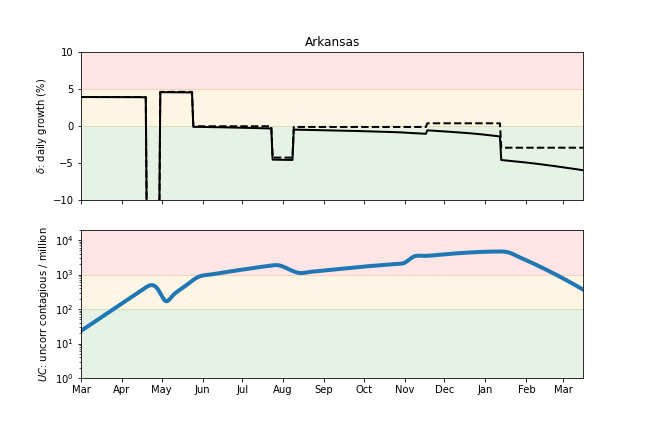 Arkansas
δ: daily growth (%)
10
5
0
−5
−10
UC: uncorr contagious / million
10⁴
10³
10²
10¹
10⁰
Mar Apr May Jun Jul Aug Sep Oct Nov Dec Jan Feb Mar